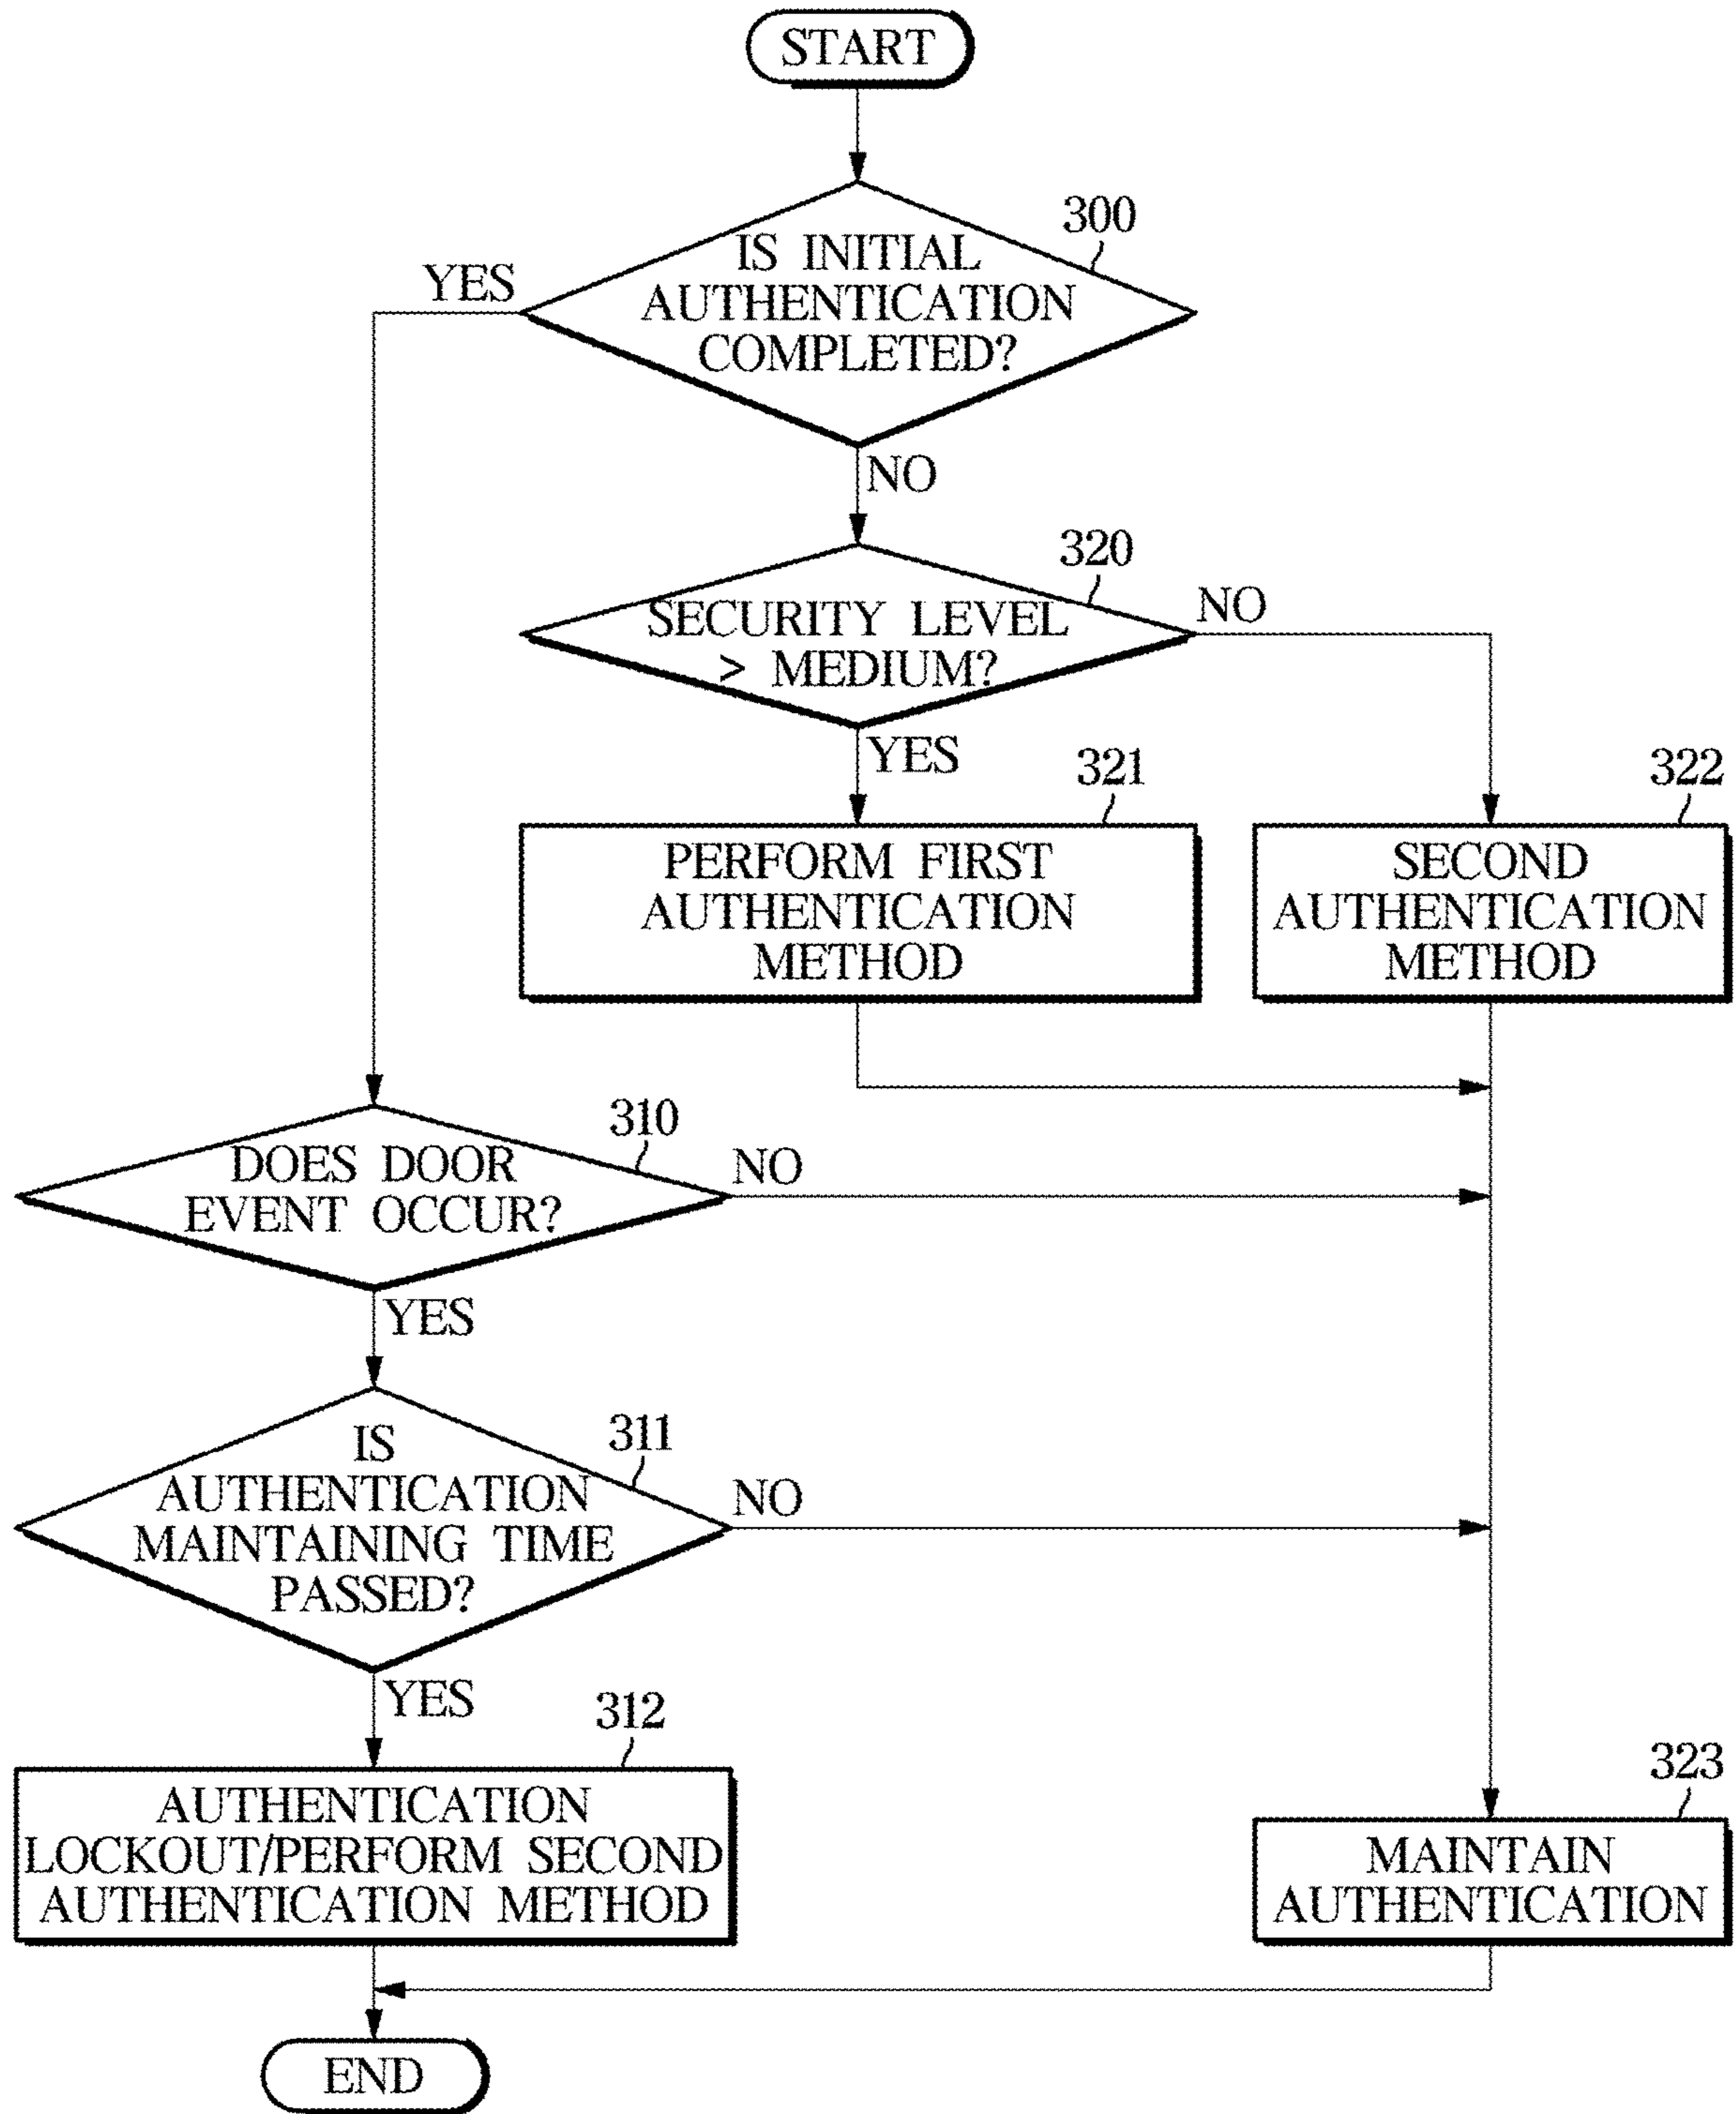 START
300
IS INITIAL
AUTHENTICATION
COMPLETED?
YES
NO
320
SECURITY LEVEL
> MEDIUM?
NO
YES
321
PERFORM FIRST
AUTHENTICATION
METHOD
322
SECOND
AUTHENTICATION
METHOD
310
DOES DOOR
EVENT OCCUR?
NO
YES
311
IS
AUTHENTICATION
MAINTAINING TIME
PASSED?
NO
YES
312
AUTHENTICATION
LOCKOUT/PERFORM SECOND
AUTHENTICATION METHOD
323
MAINTAIN
AUTHENTICATION
END